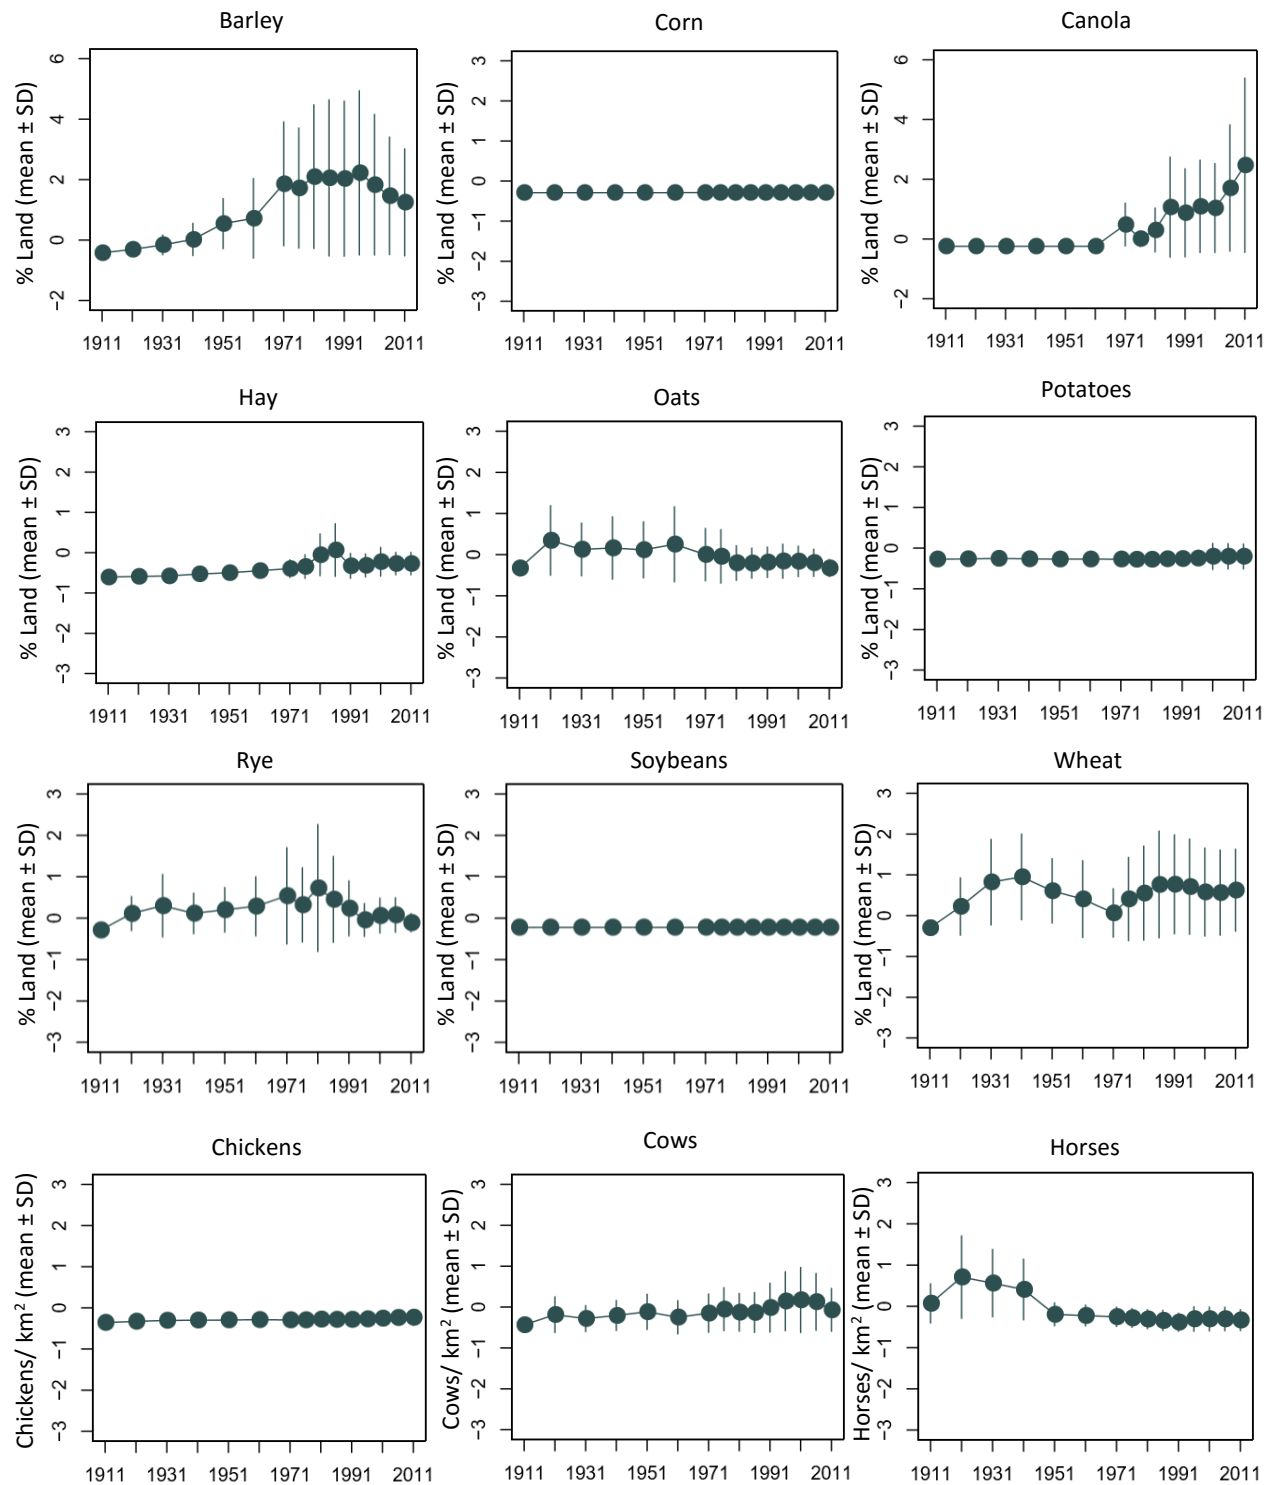 Barley
Corn
Canola
% Land (mean ± SD)
6
4
2
0
−2
1911 1931 1951 1971 1991 2011
% Land (mean ± SD)
3
2
1
0
−1
−2
−3
1911 1931 1951 1971 1991 2011
% Land (mean ± SD)
6
4
2
0
−2
1911 1931 1951 1971 1991 2011
Hay
Oats
Potatoes
% Land (mean ± SD)
3
2
1
0
−1
−2
−3
1911 1931 1951 1971 1991 2011
% Land (mean ± SD)
3
2
1
0
−1
−2
−3
1911 1931 1951 1971 1991 2011
% Land (mean ± SD)
3
2
1
0
−1
−2
−3
1911 1931 1951 1971 1991 2011
Rye
Soybeans
Wheat
% Land (mean ± SD)
3
2
1
0
−1
−2
−3
1911 1931 1951 1971 1991 2011
% Land (mean ± SD)
3
2
1
0
−1
−2
−3
1911 1931 1951 1971 1991 2011
% Land (mean ± SD)
3
2
1
0
−1
−2
−3
1911 1931 1951 1971 1991 2011
Chickens
Cows
Horses
Chickens/ km² (mean ± SD)
3
2
1
0
−1
−2
−3
1911 1931 1951 1971 1991 2011
Cows/ km² (mean ± SD)
3
2
1
0
−1
−2
−3
1911 1931 1951 1971 1991 2011
Horses/ km² (mean ± SD)
3
2
1
0
−1
−2
−3
1911 1931 1951 1971 1991 2011